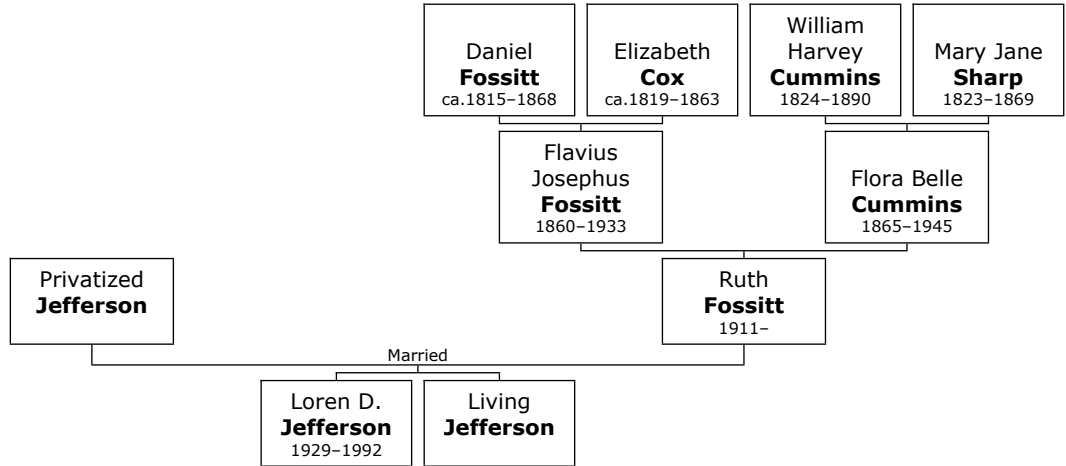 Daniel
Fossitt
ca.1815–1868
Elizabeth
Cox
ca.1819–1863
William
Harvey
Cummins
1824–1890
Mary Jane
Sharp
1823–1869
Flavius
Josephus
Fossitt
1860–1933
Flora Belle
Cummins
1865–1945
Privatized
Jefferson
Ruth
Fossitt
1911–
Married
Loren D.
Jefferson
1929–1992
Living
Jefferson